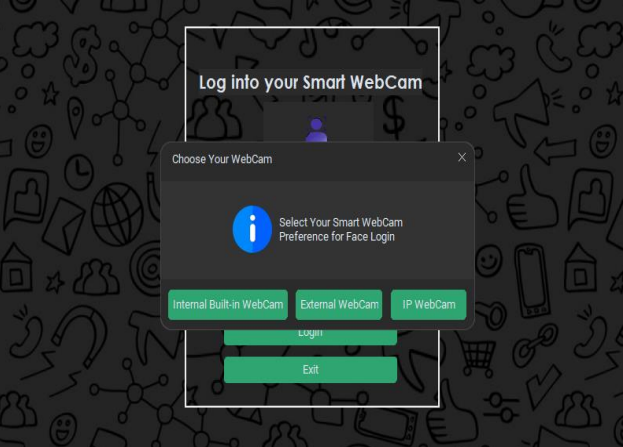 Log into your Smart WebCam
Choose Your WebCam
Select Your Smart WebCam
Preference for Face Login
Internal Built-in WebCam
External WebCam
IP WebCam
Login
Exit